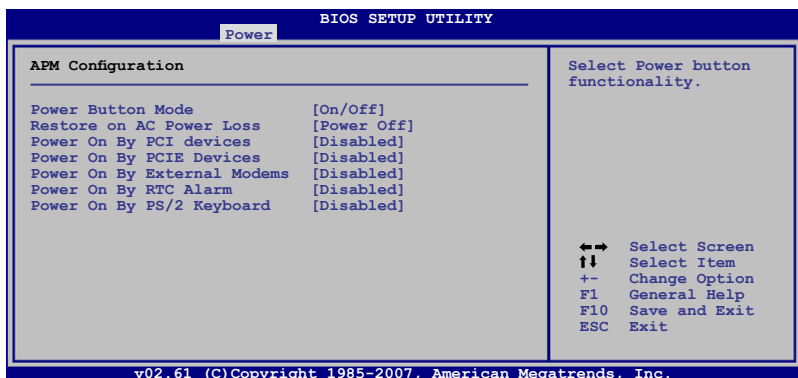 BIOS SETUP UTILITY
Power
APM Configuration
Power Button Mode [On/Off]
Restore on AC Power Loss [Power Off]
Power On By PCI devices [Disabled]
Power On By PCIE Devices [Disabled]
Power On By External Modems [Disabled]
Power On By RTC Alarm [Disabled]
Power On By PS/2 Keyboard [Disabled]
Select Power button
functionality.
←→ Select Screen
↑↓ Select Item
+- Change Option
F1 General Help
F10 Save and Exit
ESC Exit
v02.61 (C)Copyright 1985-2007, American Megatrends, Inc.